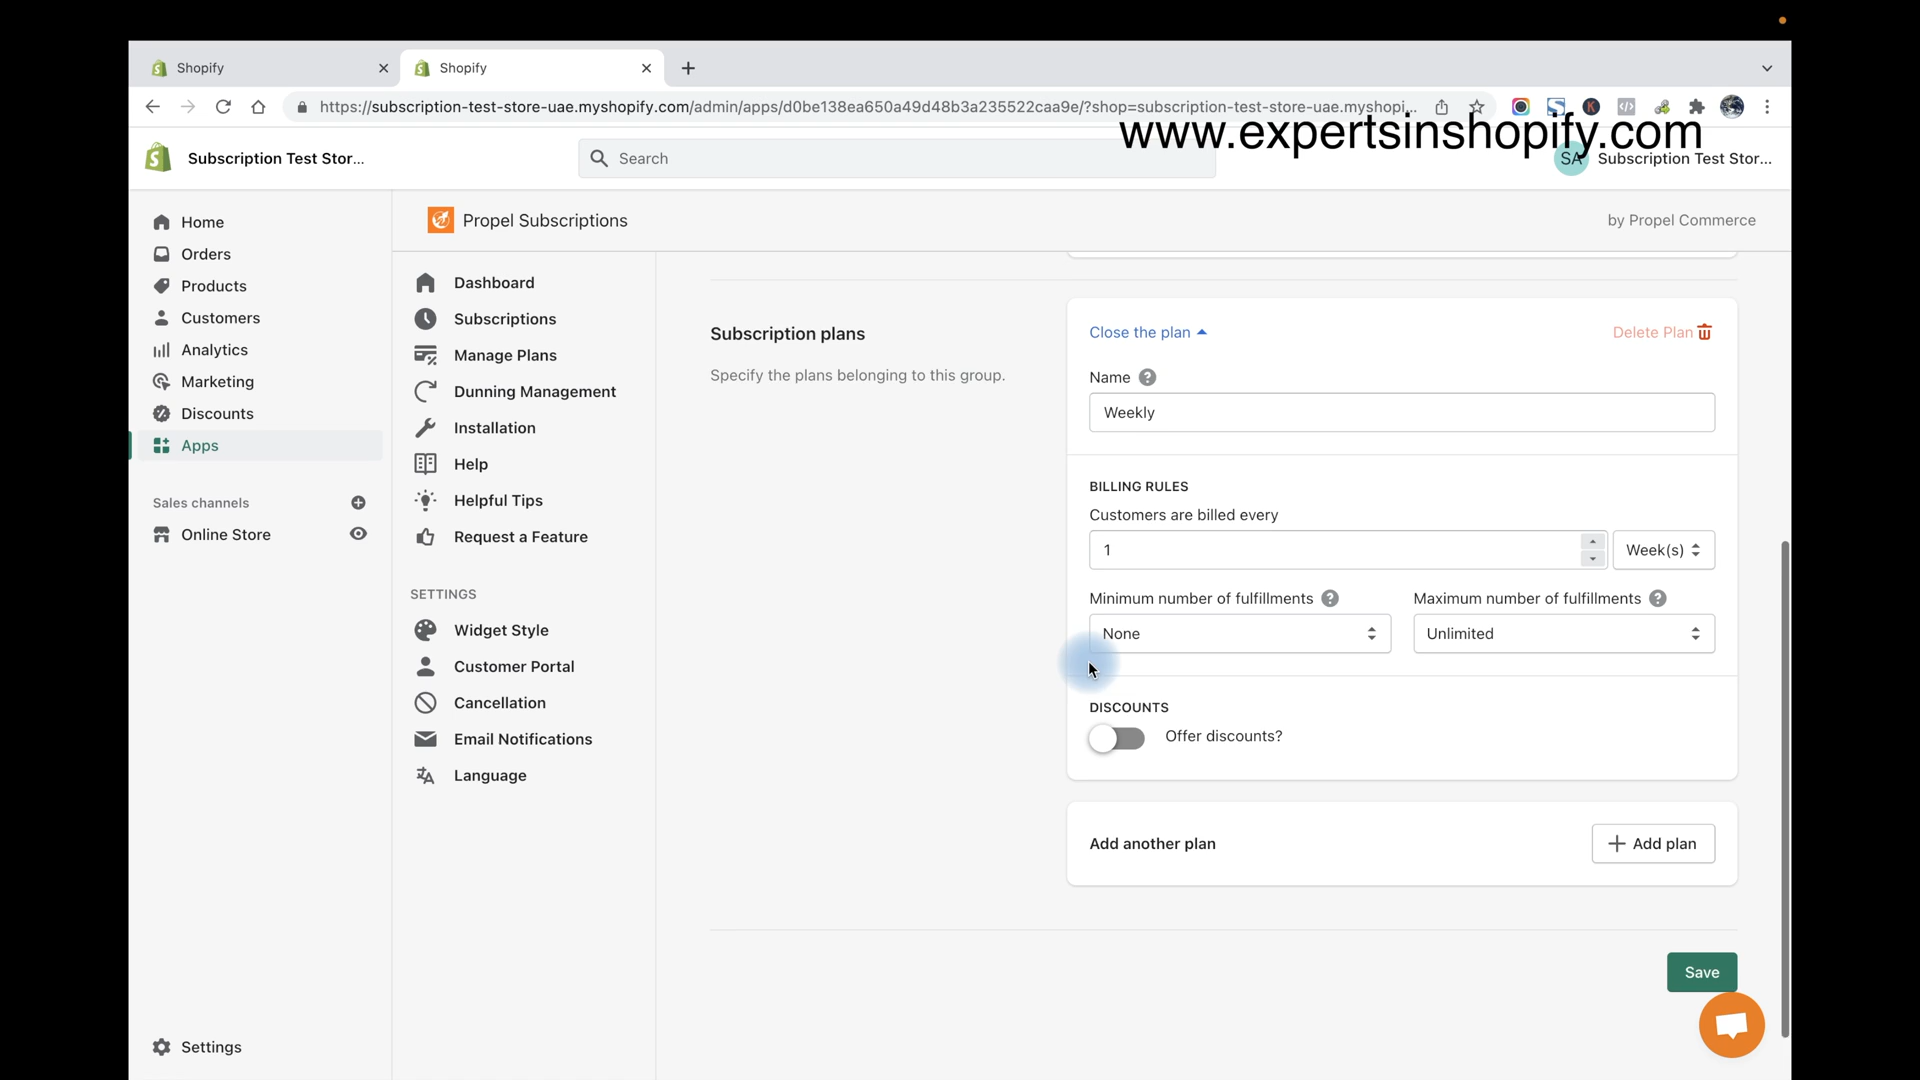 Shopify
Shopify
https://subscription-test-store-uae.myshopify.com/admin/apps/d0be138ea650a49d48b3a235522caa9e/?shop=subscription-test-store-uae.myshopi...
www.expertsinshopify.com
Subscription Test Stor...
Search
SA
Subscription Test Stor...
Home
Orders
Products
Customers
Analytics
Marketing
Discounts
Apps
Sales channels
Online Store
Settings
Propel Subscriptions
by Propel Commerce
Dashboard
Subscriptions
Manage Plans
Dunning Management
Installation
Help
Helpful Tips
Request a Feature
SETTINGS
Widget Style
Customer Portal
Cancellation
Email Notifications
Language
Subscription plans
Specify the plans belonging to this group.
Close the plan
Delete Plan
Name
Weekly
BILLING RULES
Customers are billed every
1
Week(s)
Minimum number of fulfillments
Maximum number of fulfillments
None
Unlimited
DISCOUNTS
Offer discounts?
Add another plan
Add plan
Save